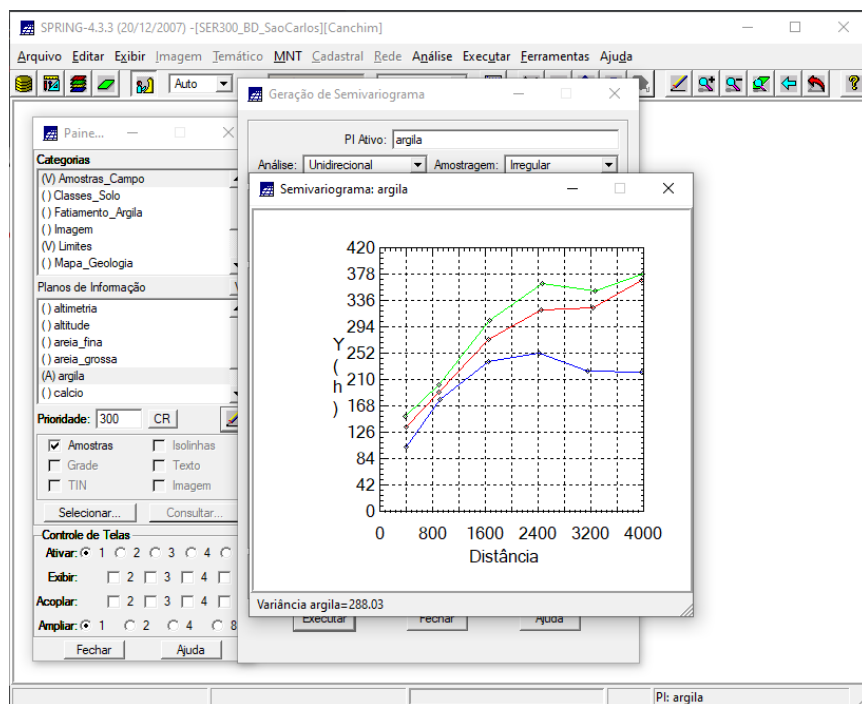 SPRING-4.3.3 (20/12/2007) -[SER300_BD_SaoCarlos][Canchim]
Arquivo Editar Exibir Imagem Temático MNT Cadastral Rede Análise Executar Ferramentas Ajuda
Auto
Geração de Semivariograma
PI Ativo: argila
Análise: Unidirecional Amostragem: Irregular
Paine...
Categorias
(V) Amostras_Campo
( ) Classes_Solo
( ) Fatiamento_Argila
( ) Imagem
(V) Limites
( ) Mapa_Geologia
Planos de Informação
( ) altimetria
( ) altitude
( ) areia_fina
( ) areia_grossa
(A) argila
( ) calcio
Prioridade: 300 CR
Amostras Isolinhas
Grade Texto
TIN Imagem
Selecionar... Consultar...
Controle de Telas
Ativar: 1 2 3 4
Exibir: 2 3 4
Acoplar: 2 3 4
Ampliar: 1 2 4 8
Fechar Ajuda
Semivariograma: argila
420
378
336
294
252
210
168
126
84
42
0
Y(h)
0 800 1600 2400 3200 4000
Distância
Variância argila=288.03
Executar Fechar Ajuda
PI: argila